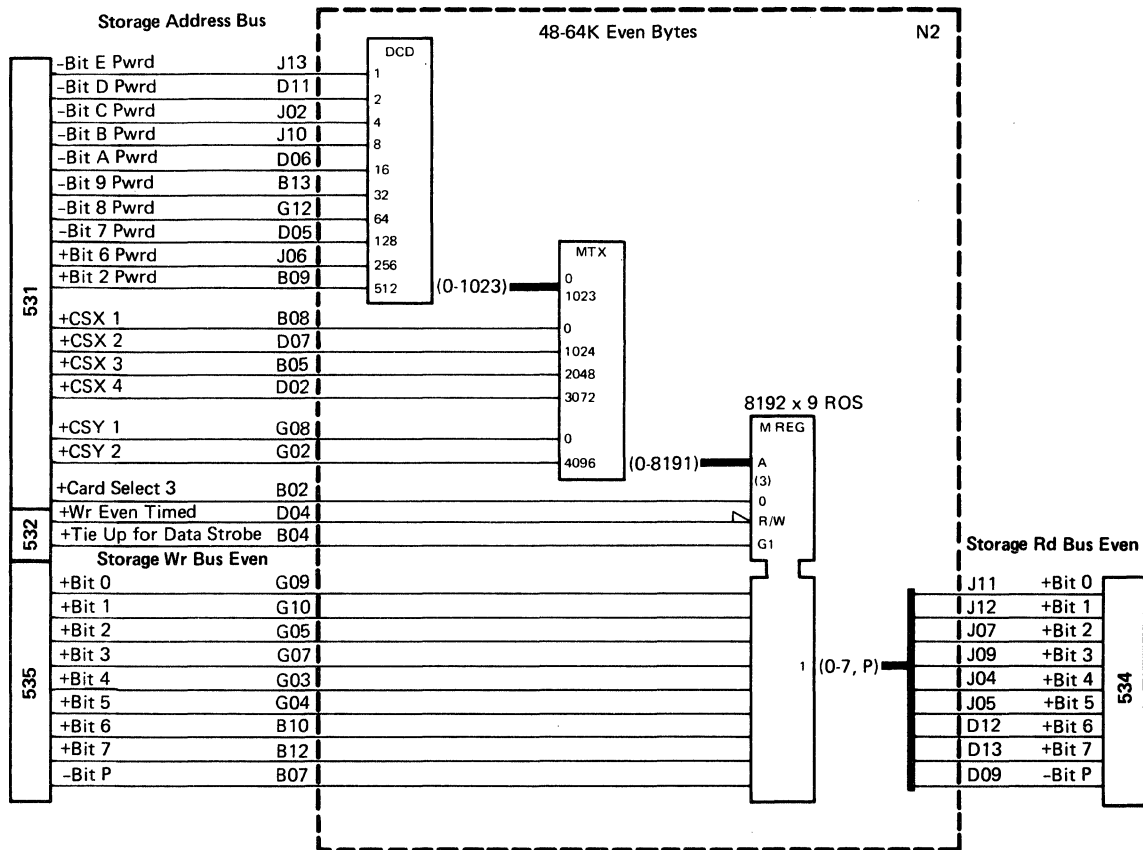 Storage Address Bus
48-64K Even Bytes
N2
531
-Bit E Pwrd J13
-Bit D Pwrd D11
-Bit C Pwrd J02
-Bit B Pwrd J10
-Bit A Pwrd D06
-Bit 9 Pwrd B13
-Bit 8 Pwrd G12
-Bit 7 Pwrd D05
+Bit 6 Pwrd J06
+Bit 2 Pwrd B09
DCD
1
2
4
8
16
32
64
128
256
512
(0-1023)
+CSX 1 B08
+CSX 2 D07
+CSX 3 B05
+CSX 4 D02
+CSY 1 G08
+CSY 2 G02
MTX
0
1023
0
1024
2048
3072
0
4096
(0-8191)
+Card Select 3 B02
532
+Wr Even Timed D04
+Tie Up for Data Strobe B04
8192 x 9 ROS
M REG
A
(3)
0
R/W
G1
Storage Wr Bus Even
535
+Bit 0 G09
+Bit 1 G10
+Bit 2 G05
+Bit 3 G07
+Bit 4 G03
+Bit 5 G04
+Bit 6 B10
+Bit 7 B12
-Bit P B07
1
(0-7, P)
Storage Rd Bus Even
J11 +Bit 0
J12 +Bit 1
J07 +Bit 2
J09 +Bit 3
J04 +Bit 4
J05 +Bit 5
D12 +Bit 6
D13 +Bit 7
D09 -Bit P
534